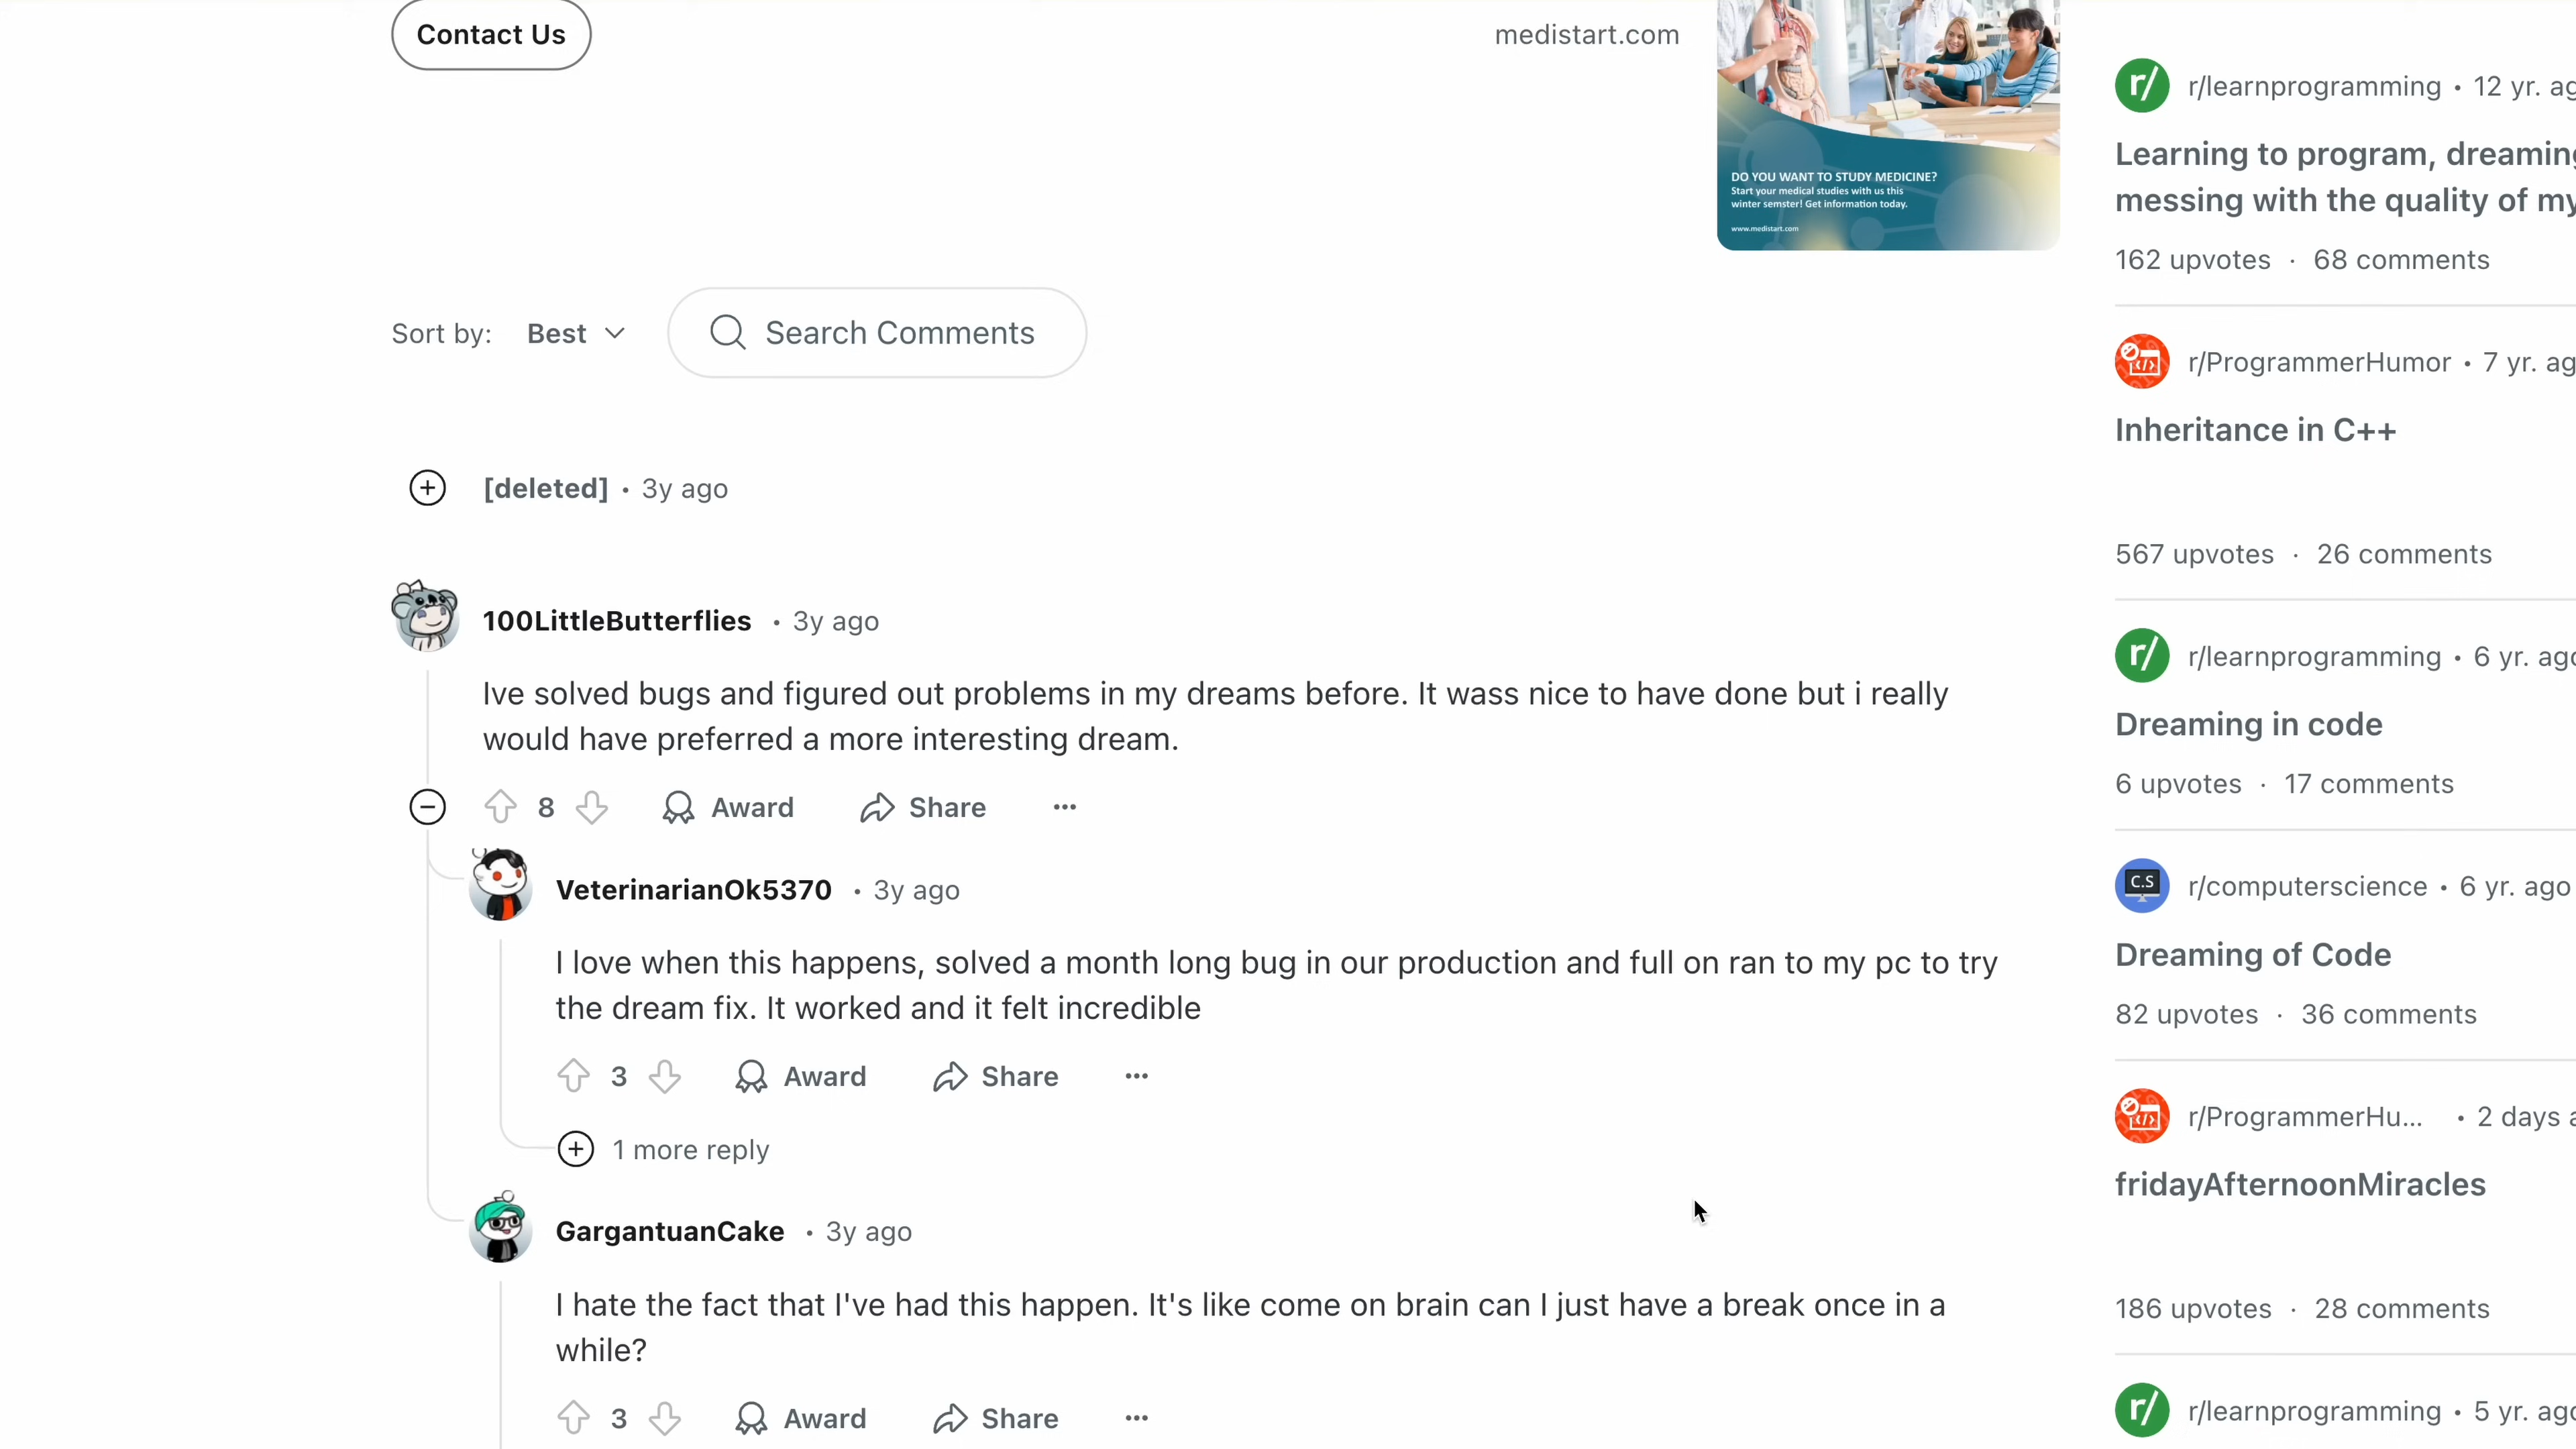 Contact Us
medistart.com
DO YOU WANT TO STUDY MEDICINE?
Start your medical studies with us this
winter semster! Get information today.
www.medistart.com
Sort by: Best
Search Comments
[deleted] • 3y ago
100LittleButterflies • 3y ago
Ive solved bugs and figured out problems in my dreams before. It wass nice to have done but i really
would have preferred a more interesting dream.
8 Award Share ...
VeterinarianOk5370 • 3y ago
I love when this happens, solved a month long bug in our production and full on ran to my pc to try
the dream fix. It worked and it felt incredible
3 Award Share ...
1 more reply
GargantuanCake • 3y ago
I hate the fact that I've had this happen. It's like come on brain can I just have a break once in a
while?
3 Award Share ...
r/ r/learnprogramming • 12 yr. ag
Learning to program, dreaming
messing with the quality of my
162 upvotes · 68 comments
r/ProgrammerHumor • 7 yr. ag
Inheritance in C++
567 upvotes · 26 comments
r/ r/learnprogramming • 6 yr. ago
Dreaming in code
6 upvotes · 17 comments
C.S r/computerscience • 6 yr. ago
Dreaming of Code
82 upvotes · 36 comments
r/ProgrammerHu... • 2 days a
fridayAfternoonMiracles
186 upvotes · 28 comments
r/ r/learnprogramming • 5 yr. ago